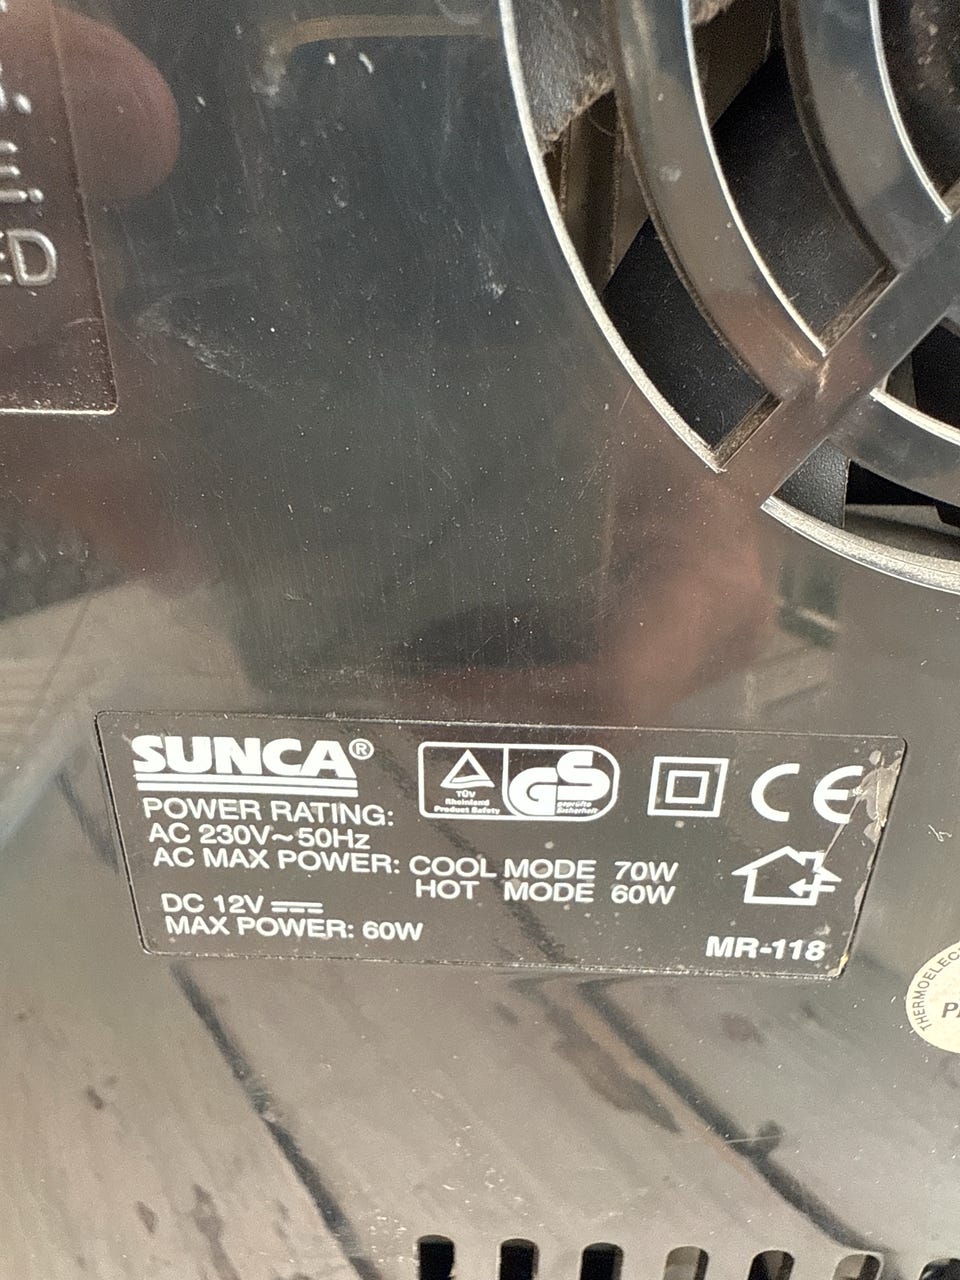 E.
ED
SUNCA®
TÜV
Rheinland
Product Safety
GS
geprüfte
Sicherheit
CE
POWER RATING:
AC 230V~50Hz
AC MAX POWER: COOL MODE 70W
HOT MODE 60W
DC 12V
MAX POWER: 60W
MR-118
THERMOELEC